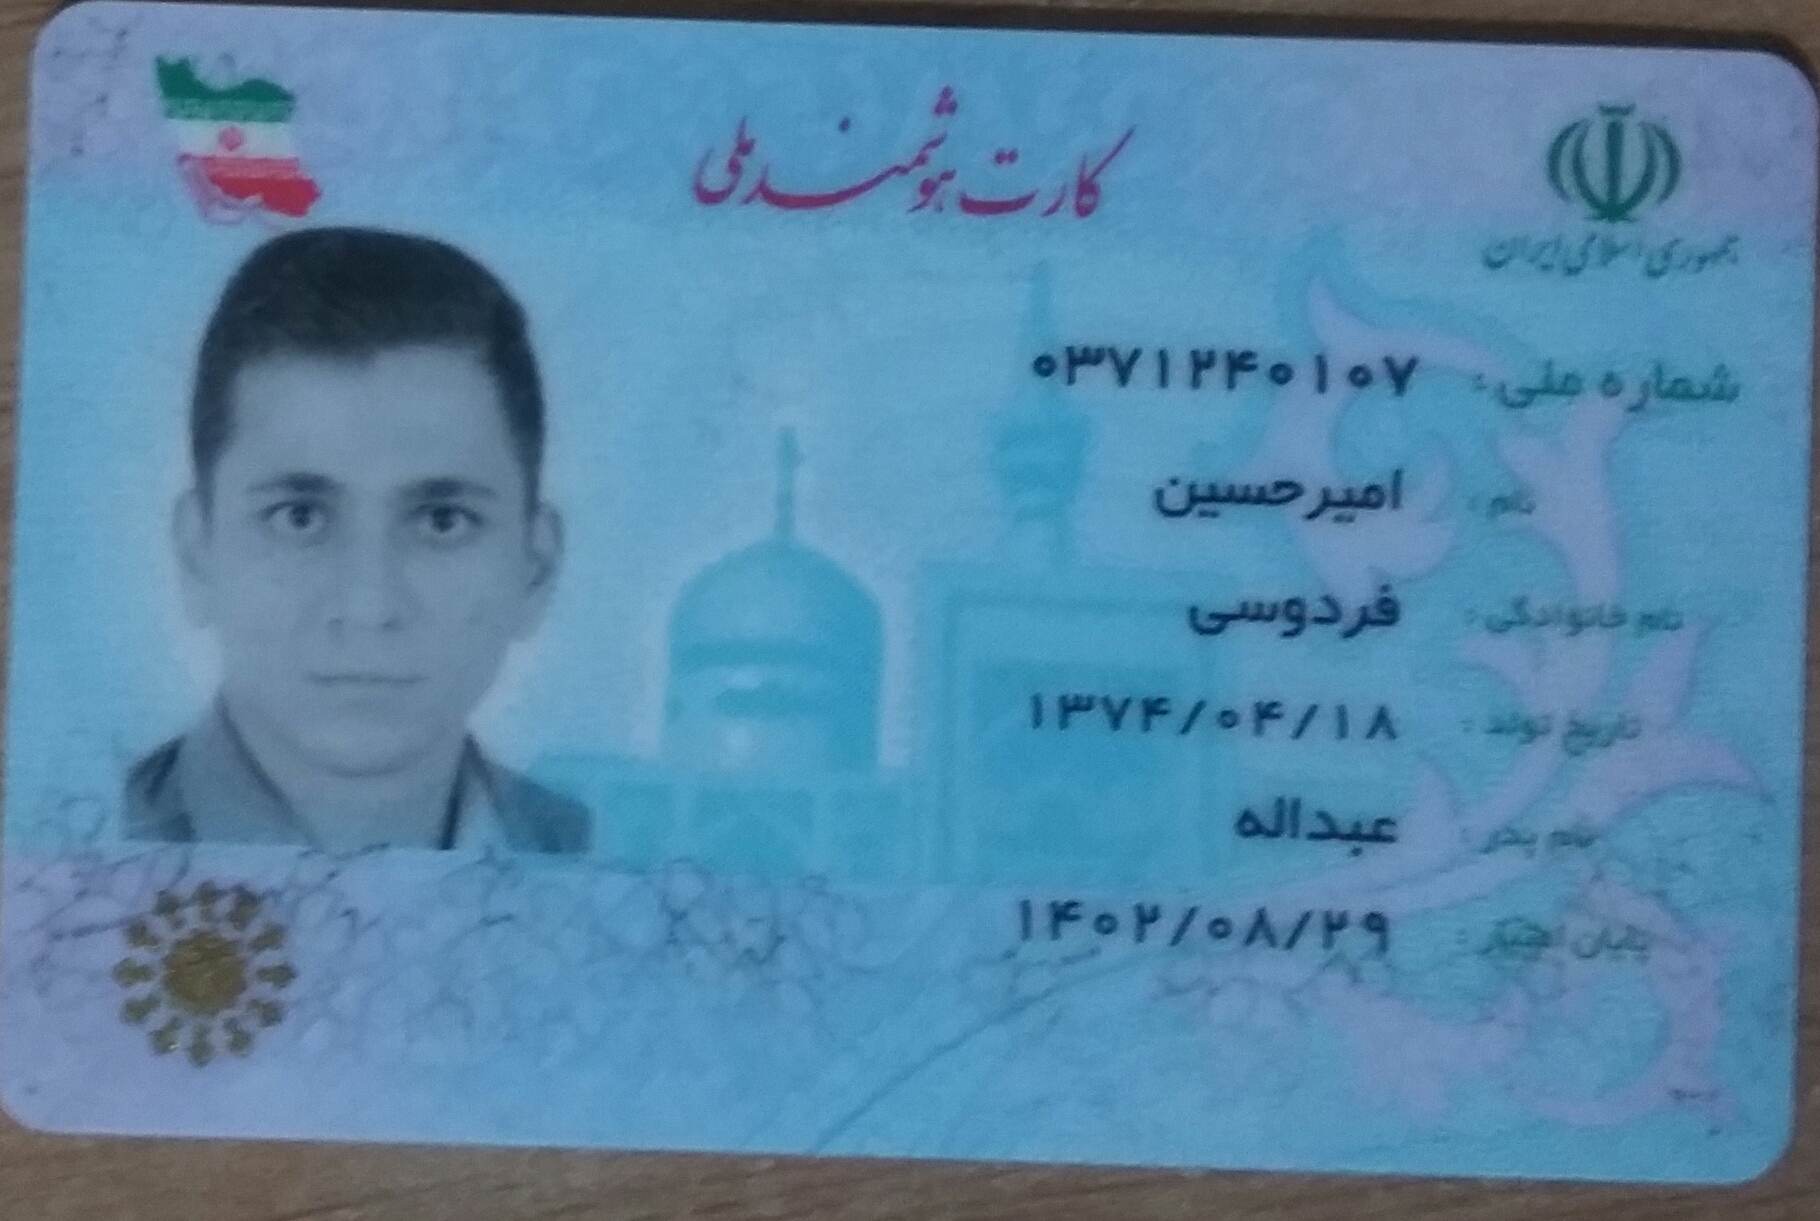 کارت هوشمند ملی
جمهوری اسلامی ایران
شماره ملی: ۰۳۷۱۲۴۰۱۰۷
نام: امیرحسین
نام خانوادگی: فردوسی
تاریخ تولد: ۱۳۷۴/۰۴/۱۸
نام پدر: عبداله
پایان اعتبار: ۱۴۰۲/۰۸/۲۹